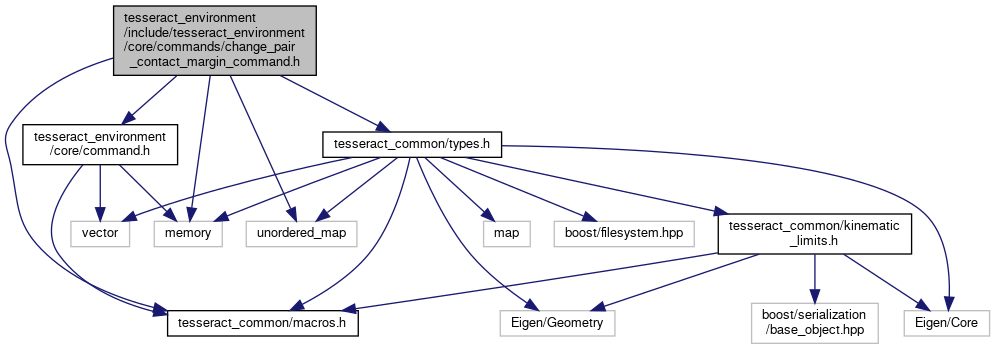 tesseract_environment
/include/tesseract_environment
/core/commands/change_pair
_contact_margin_command.h
tesseract_environment
/core/command.h
tesseract_common/types.h
vector
memory
unordered_map
map
boost/filesystem.hpp
tesseract_common/kinematic
_limits.h
tesseract_common/macros.h
Eigen/Geometry
boost/serialization
/base_object.hpp
Eigen/Core